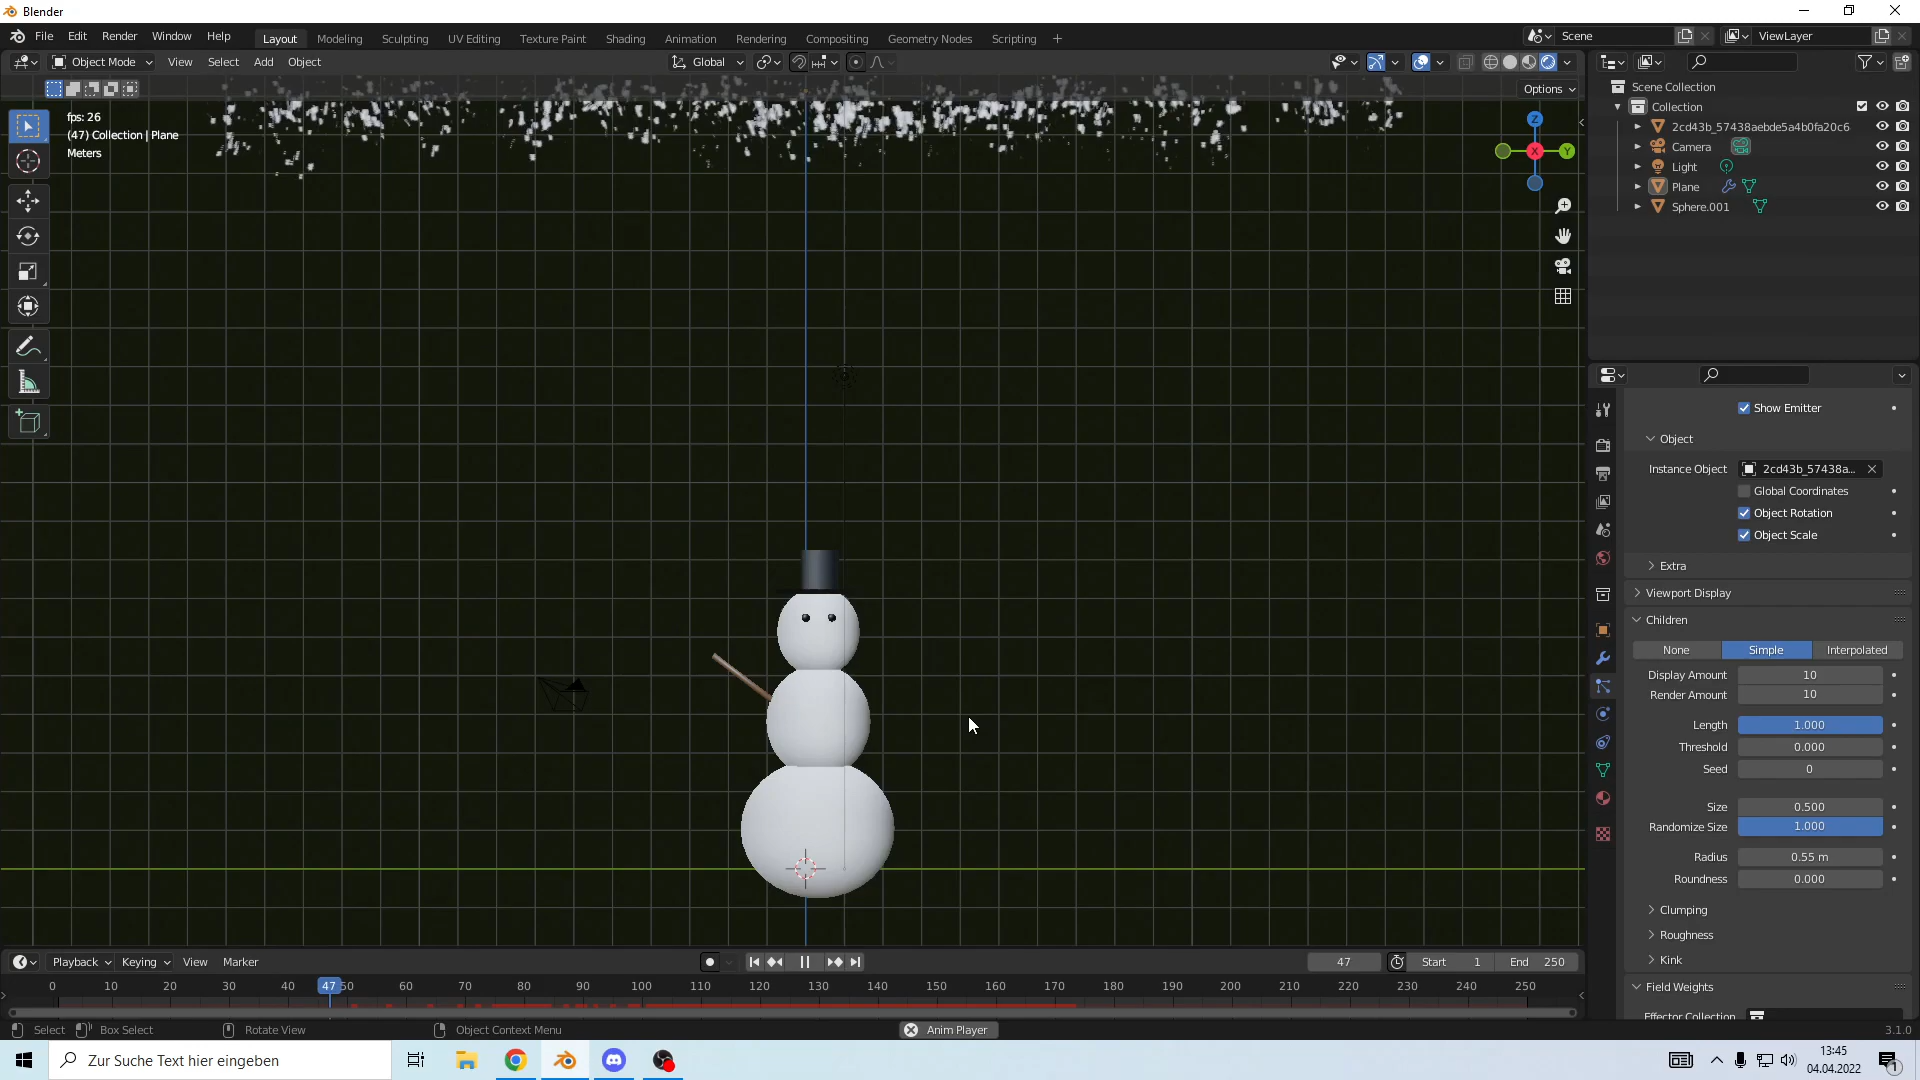 Blender
File Edit Render Window Help
Layout Modeling Sculpting UV Editing Texture Paint Shading Animation Rendering Compositing Geometry Nodes Scripting +
Scene
ViewLayer
Object Mode View Select Add Object
Global
Options
fps: 26
(47) Collection | Plane
Meters
Z
X
Y
Scene Collection
Collection
2cd43b_57438aebde5a4b0fa20c6
Camera
Light
Plane
Sphere.001
Show Emitter
Object
Instance Object 2cd43b_57438a...
Global Coordinates
Object Rotation
Object Scale
Extra
Viewport Display
Children
None Simple Interpolated
Display Amount 10
Render Amount 10
Length 1.000
Threshold 0.000
Seed 0
Size 0.500
Randomize Size 1.000
Radius 0.55 m
Roundness 0.000
Clumping
Roughness
Kink
Field Weights
Effector Collection
Playback Keying View Marker
47
Start 1
End 250
0 10 20 30 40 47 50 60 70 80 90 100 110 120 130 140 150 160 170 180 190 200 210 220 230 240 250
Select Box Select Rotate View Object Context Menu
Anim Player
3.1.0
Zur Suche Text hier eingeben
13:45
04.04.2022
1